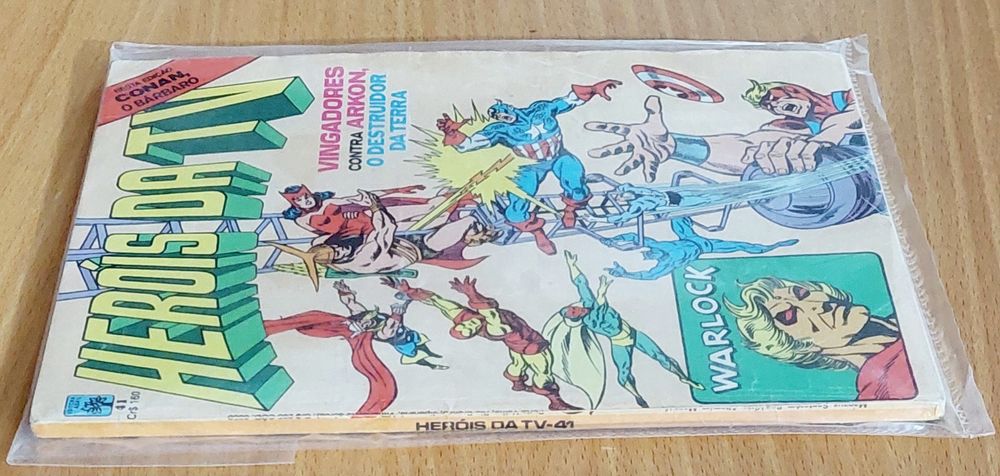 NESTA EDIÇÃO
CONAN,
O BÁRBARO
HERÓIS DA TV
VINGADORES
CONTRA ARKON,
O DESTRUIDOR
DA TERRA
WARLOCK
41
Cr$ 160
HERÓIS DA TV-41